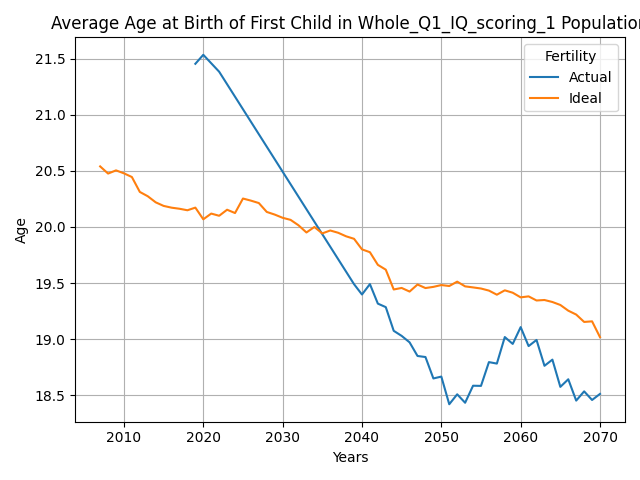 Average Age at Birth of First Child in Whole_Q1_IQ_scoring_1 Population
Fertility
Actual
Ideal
21.5
21.0
20.5
20.0
19.5
19.0
18.5
Age
2010 2020 2030 2040 2050 2060 2070
Years